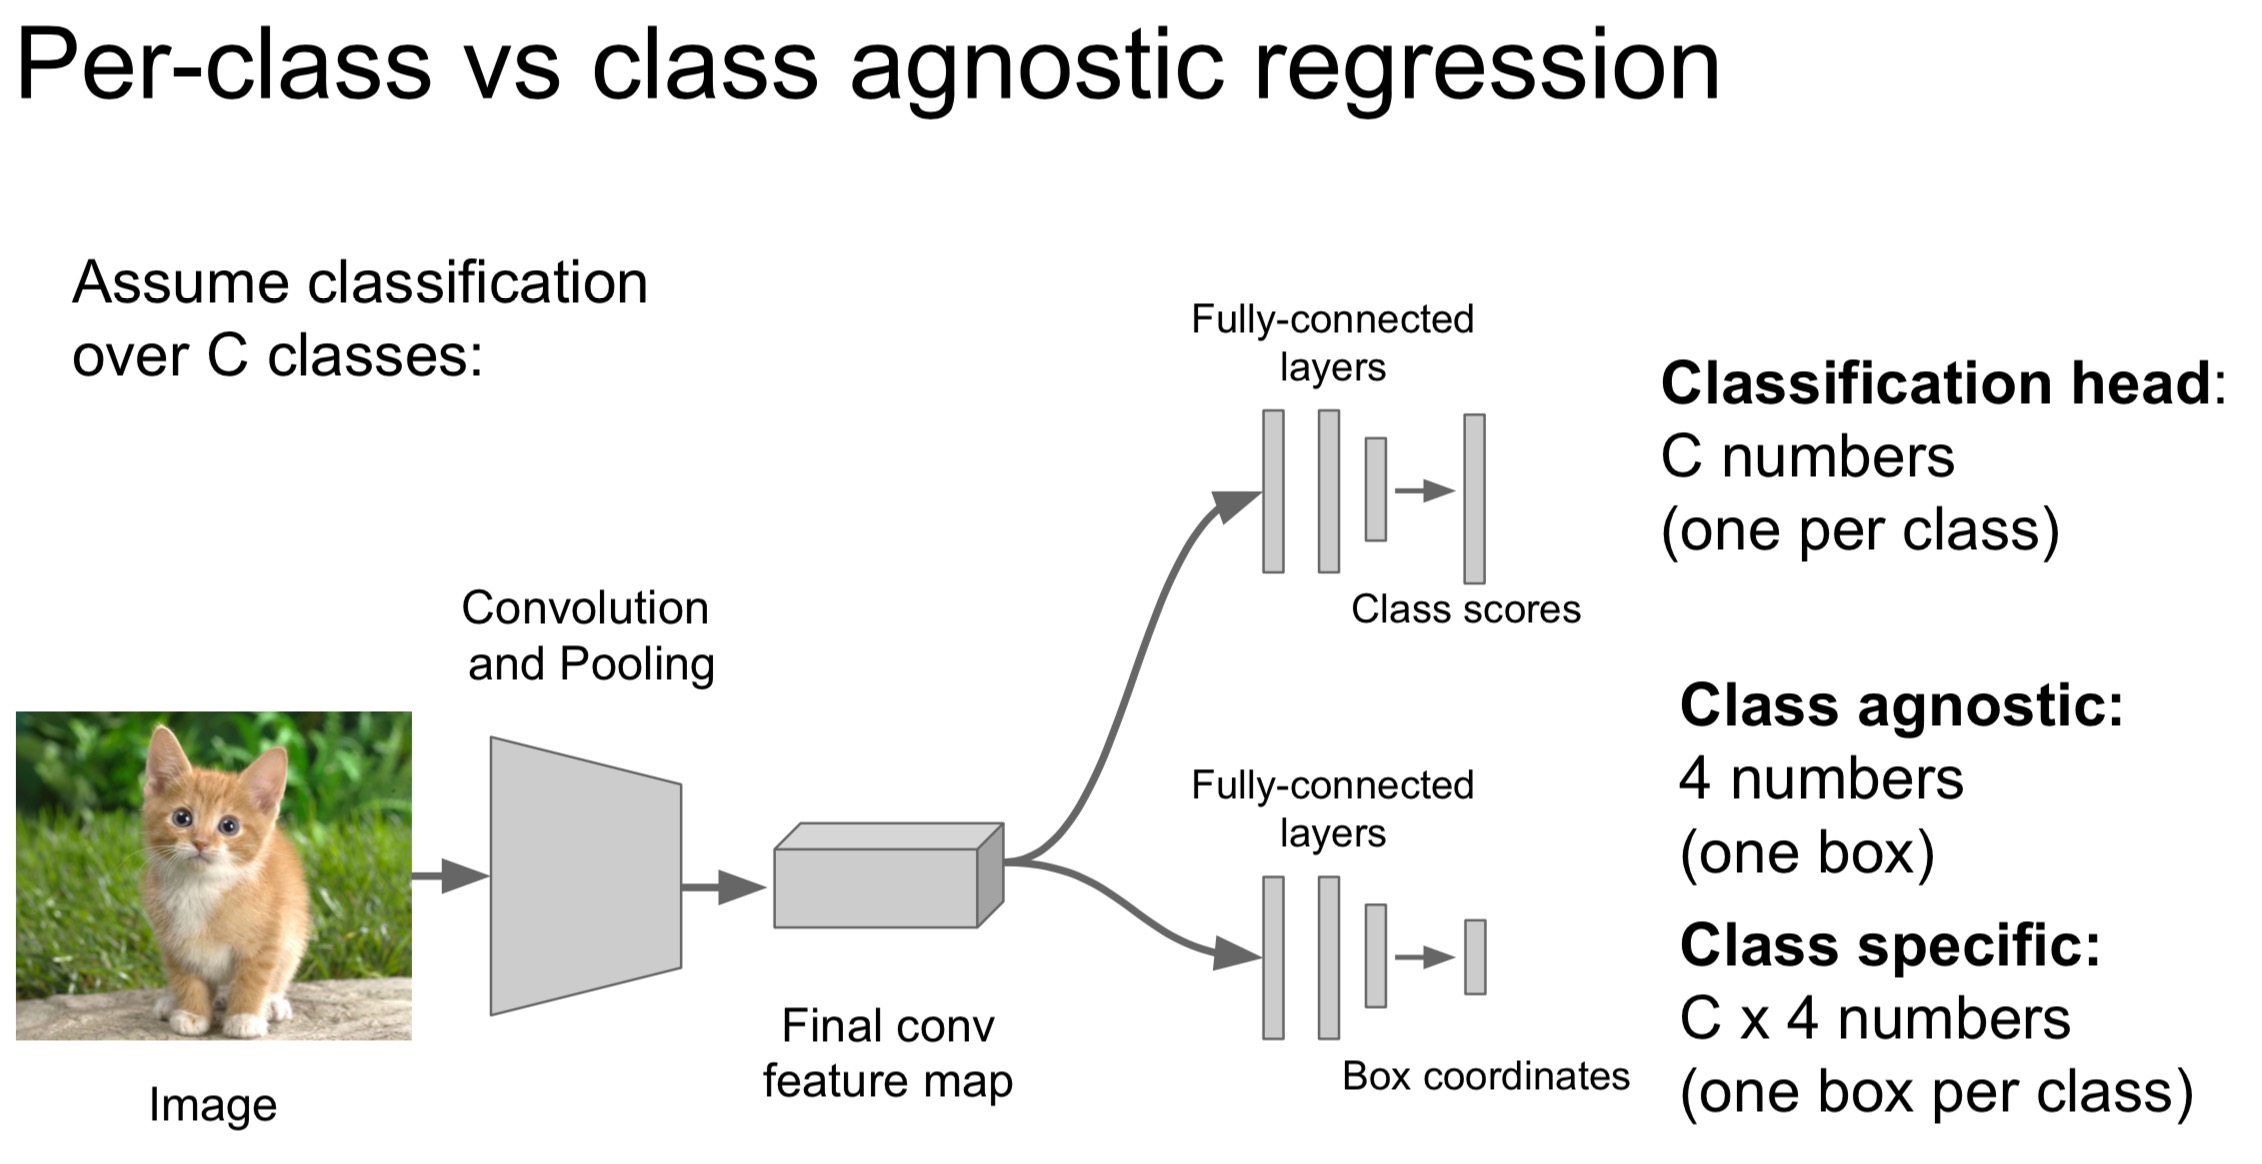 Per-class vs class agnostic regression
Assume classification
over C classes:
Fully-connected
layers
Classification head:
C numbers
(one per class)
Class scores
Convolution
and Pooling
Class agnostic:
4 numbers
(one box)
Fully-connected
layers
Class specific:
C x 4 numbers
(one box per class)
Final conv
feature map
Box coordinates
Image